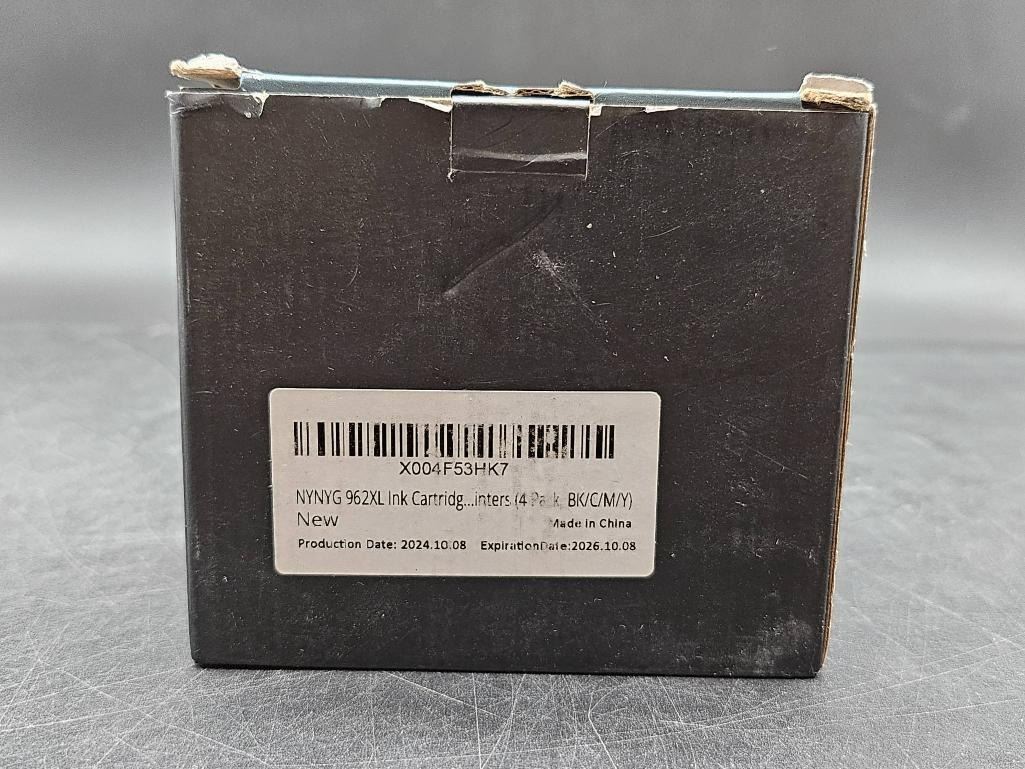 X004F53HK7
NYNYG 962XL Ink Cartridg...inters (4 Pack, BK/C/M/Y)
New
Made in China
Production Date: 2024.10.08 ExpirationDate:2026.10.08